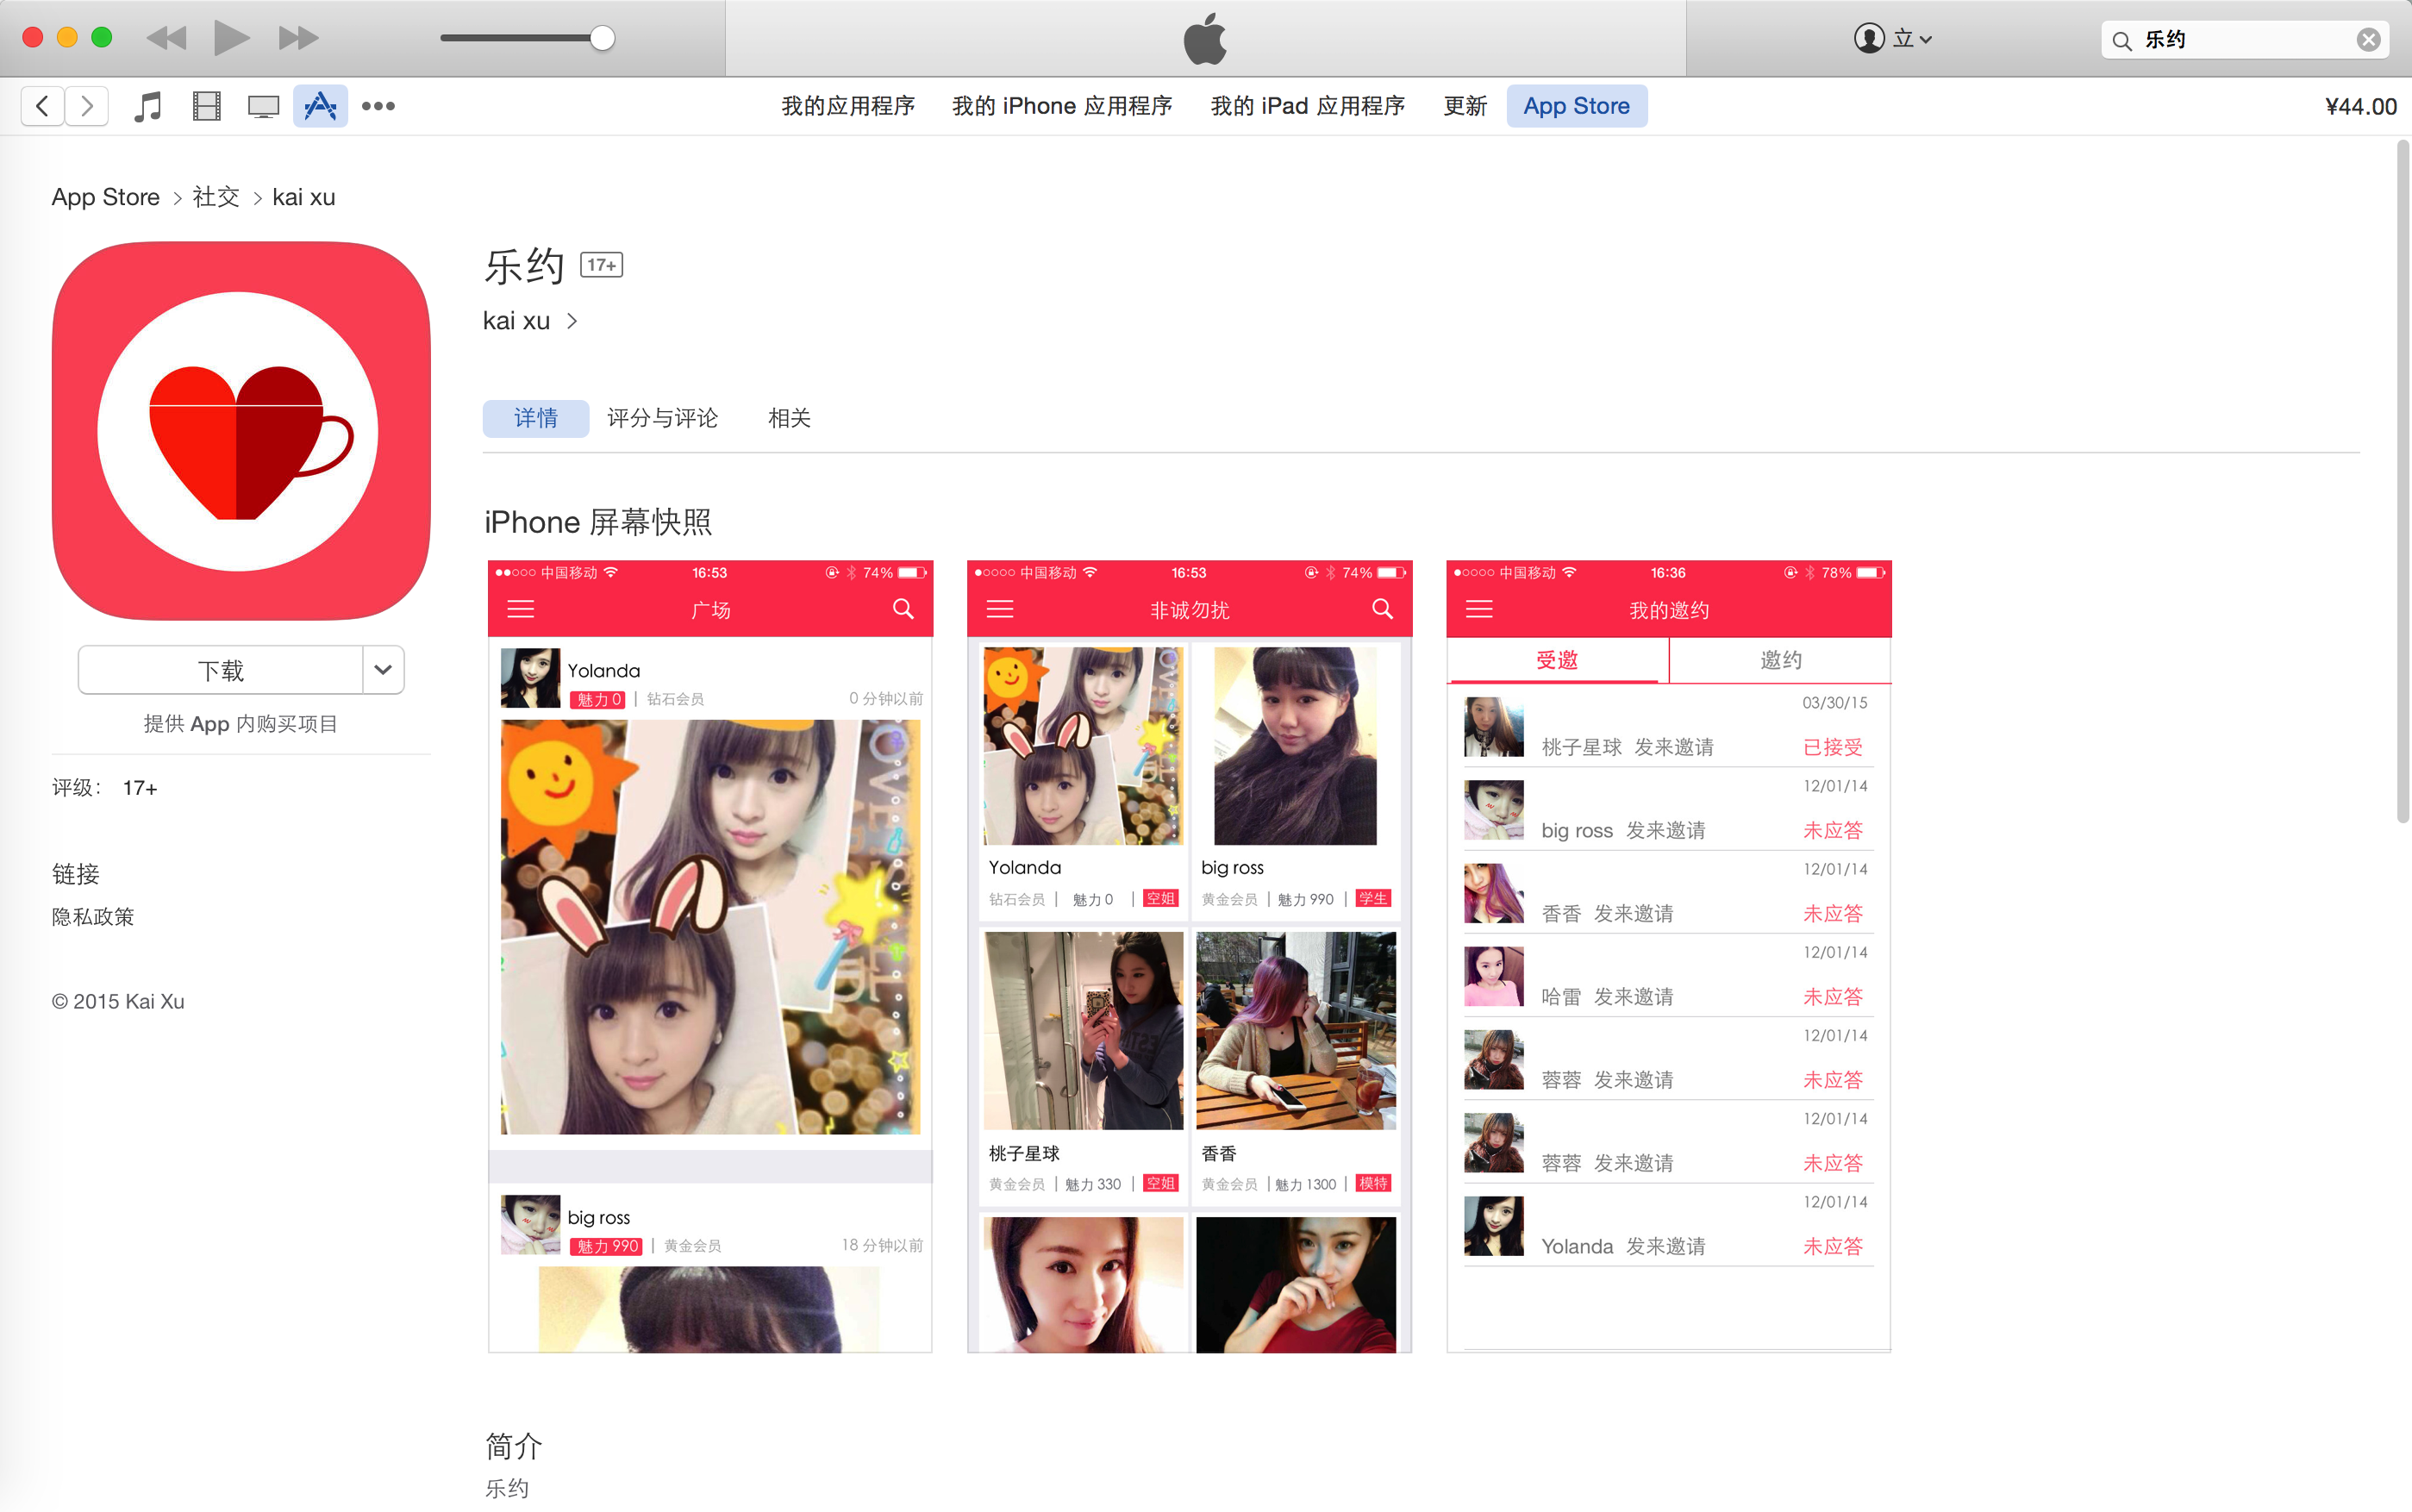 立
乐约
我的应用程序
我的 iPhone 应用程序
我的 iPad 应用程序
更新
App Store
¥44.00
App Store > 社交 > kai xu
乐约 17+
kai xu >
下载
提供 App 内购买项目
评级： 17+
链接
隐私政策
© 2015 Kai Xu
详情
评分与评论
相关
iPhone 屏幕快照
中国移动 16:53 74%
广场
Yolanda
魅力 0 | 钻石会员 0 分钟以前
big ross
魅力 990 | 黄金会员 18 分钟以前
中国移动 16:53 74%
非诚勿扰
Yolanda
钻石会员 | 魅力 0 | 空姐
big ross
黄金会员 | 魅力 990 | 学生
桃子星球
黄金会员 | 魅力 330 | 空姐
香香
黄金会员 | 魅力 1300 | 模特
中国移动 16:36 78%
我的邀约
受邀
邀约
03/30/15
桃子星球 发来邀请 已接受
12/01/14
big ross 发来邀请 未应答
12/01/14
香香 发来邀请 未应答
12/01/14
哈雷 发来邀请 未应答
12/01/14
蓉蓉 发来邀请 未应答
12/01/14
蓉蓉 发来邀请 未应答
12/01/14
Yolanda 发来邀请 未应答
简介
乐约